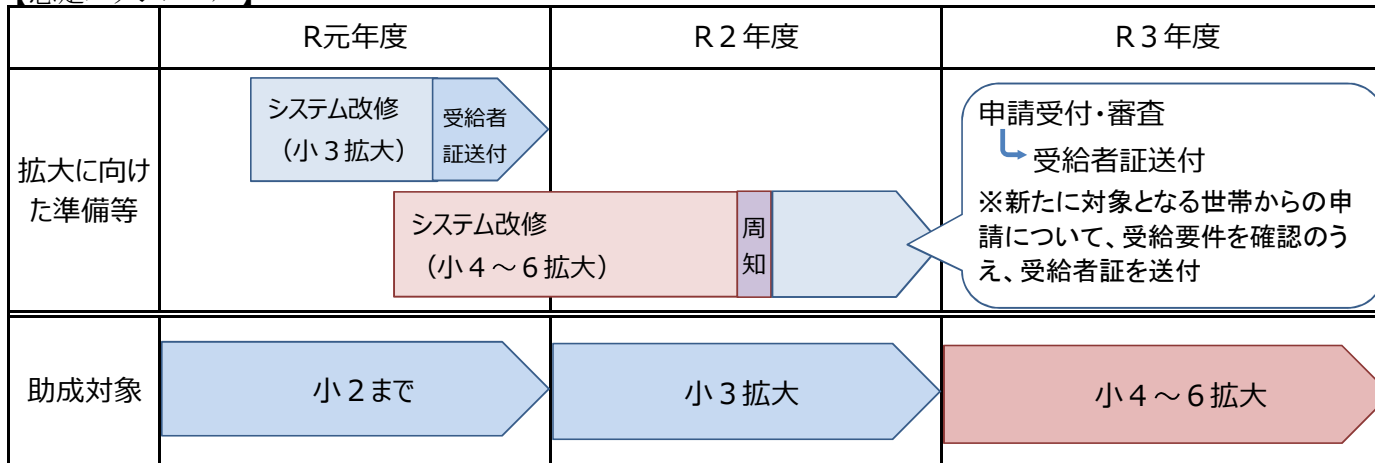 R元年度
R２年度
R３年度
拡大に向け
た準備等
システム改修
（小３拡大）
受給者
証送付
システム改修
（小４～６拡大）
周
知
申請受付・審査
受給者証送付
※新たに対象となる世帯からの申
請について、受給要件を確認のう
え、受給者証を送付
助成対象
小２まで
小３拡大
小４～６拡大